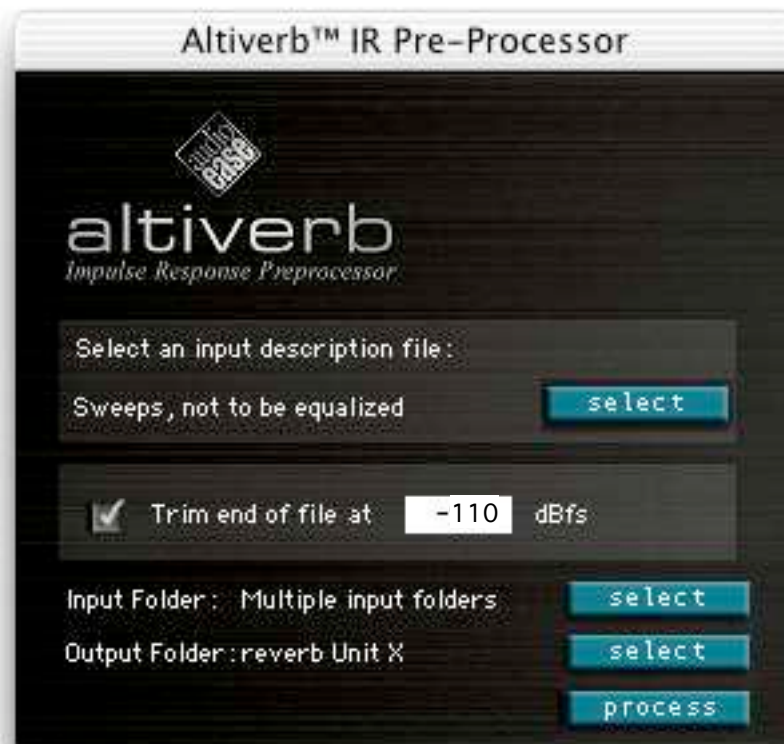 Altiverb™ IR Pre-Processor
audio
ease
altiverb
Impulse Response Preprocessor
Select an input description file:
Sweeps, not to be equalized
select
Trim end of file at -110 dBfs
Input Folder: Multiple input folders select
Output Folder:reverb Unit X select
process